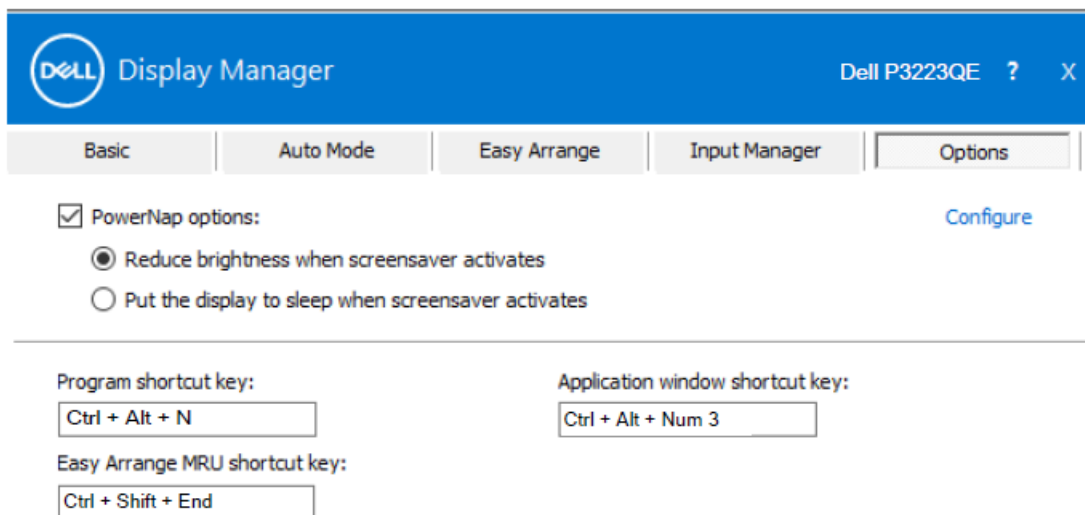 DELL Display Manager Dell P3223QE ? X
Basic Auto Mode Easy Arrange Input Manager Options
PowerNap options: Configure
Reduce brightness when screensaver activates
Put the display to sleep when screensaver activates
Program shortcut key: Application window shortcut key:
Ctrl + Alt + N Ctrl + Alt + Num 3
Easy Arrange MRU shortcut key:
Ctrl + Shift + End